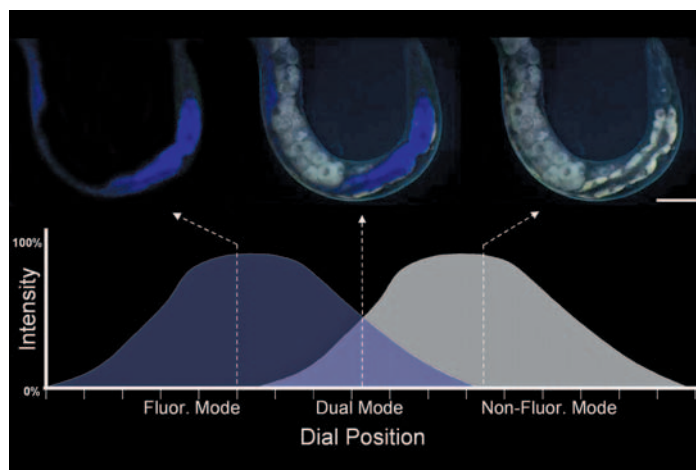 100%
Intensity
0%
Fluor. Mode
Dual Mode
Non-Fluor. Mode
Dial Position